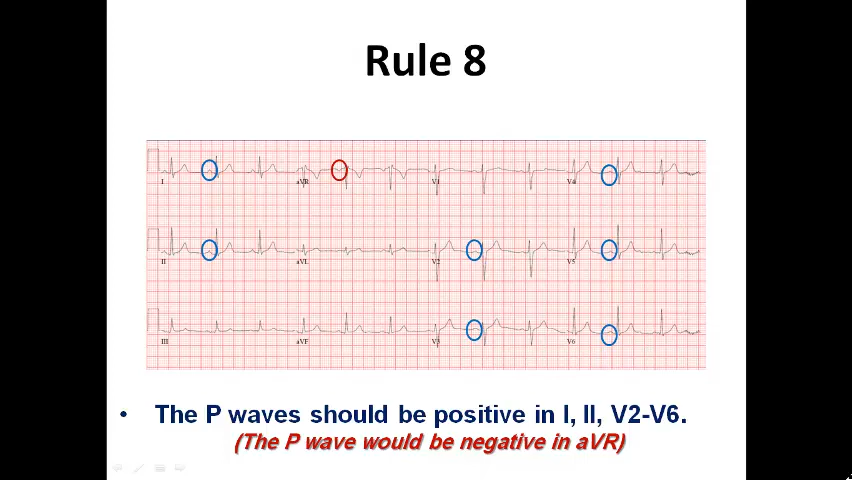 Rule 8
I aVR V1 V4
II aVL V2 V5
III aVF V3 V6
• The P waves should be positive in I, II, V2-V6.
(The P wave would be negative in aVR)